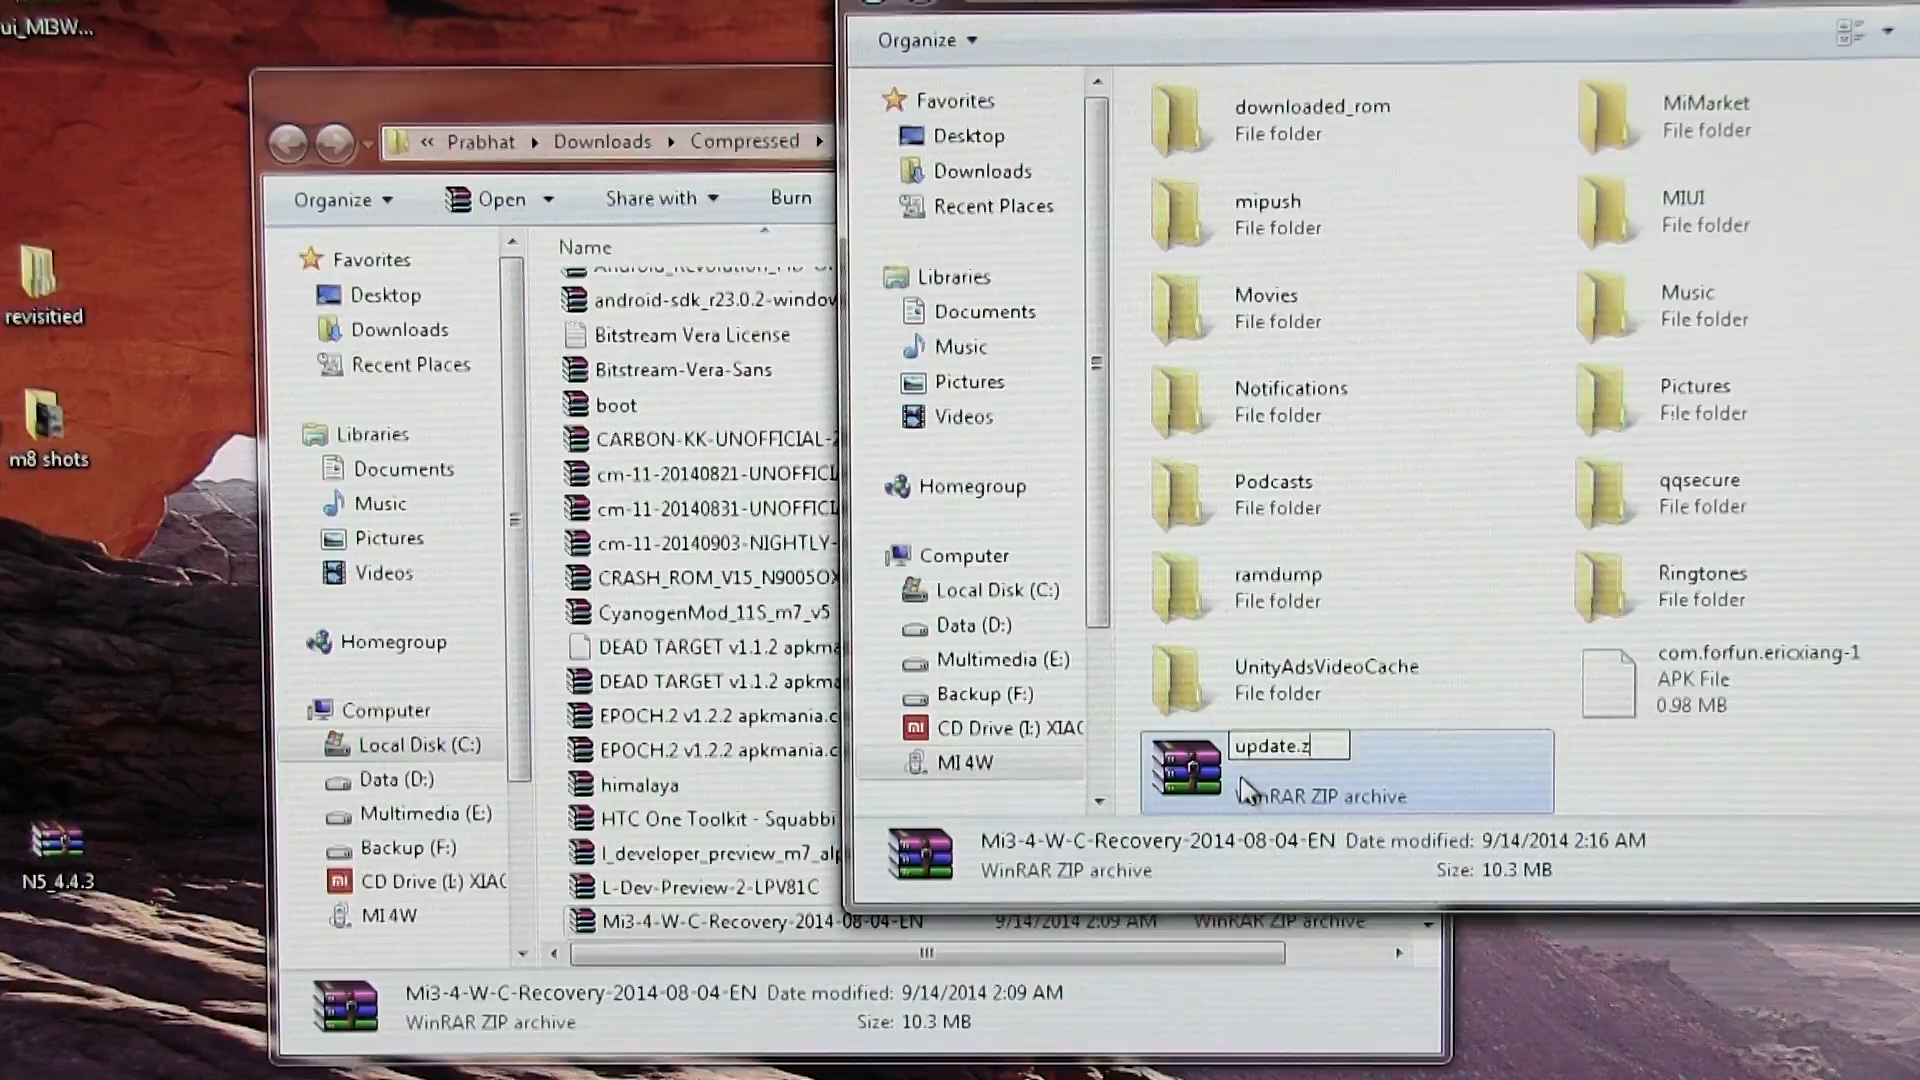 ui_MI3W...
revisitied
m8 shots
N5_4.4.3
« Prabhat Downloads Compressed
Organize Open Share with Burn
Favorites
Desktop
Downloads
Recent Places
Libraries
Documents
Music
Pictures
Videos
Homegroup
Computer
Local Disk (C:)
Data (D:)
Multimedia (E:)
Backup (F:)
CD Drive (I:) XIAO
MI 4W
Name
android-sdk_r23.0.2-window
Bitstream Vera License
Bitstream-Vera-Sans
boot
CARBON-KK-UNOFFICIAL-2
cm-11-20140821-UNOFFICI
cm-11-20140831-UNOFFICI
cm-11-20140903-NIGHTLY-
CRASH_ROM_V15_N9005OX
CyanogenMod_11S_m7_v5
DEAD TARGET v1.1.2 apkma
DEAD TARGET v1.1.2 apkma
EPOCH.2 v1.2.2 apkmania.c
EPOCH.2 v1.2.2 apkmania.c
himalaya
HTC One Toolkit - Squabbi
l_developer_preview_m7_alp
L-Dev-Preview-2-LPV81C
Mi3-4-W-C-Recovery-2014-08-04-EN 9/14/2014 2:09 AM WinRAR ZIP archive
Mi3-4-W-C-Recovery-2014-08-04-EN Date modified: 9/14/2014 2:09 AM
WinRAR ZIP archive Size: 10.3 MB
Organize
Favorites
Desktop
Downloads
Recent Places
Libraries
Documents
Music
Pictures
Videos
Homegroup
Computer
Local Disk (C:)
Data (D:)
Multimedia (E:)
Backup (F:)
CD Drive (I:) XIAO
MI 4W
downloaded_rom
File folder
MiMarket
File folder
mipush
File folder
MIUI
File folder
Movies
File folder
Music
File folder
Notifications
File folder
Pictures
File folder
Podcasts
File folder
qqsecure
File folder
ramdump
File folder
Ringtones
File folder
UnityAdsVideoCache
File folder
com.forfun.ericxiang-1
APK File
0.98 MB
update.z
WinRAR ZIP archive
Mi3-4-W-C-Recovery-2014-08-04-EN Date modified: 9/14/2014 2:16 AM
WinRAR ZIP archive Size: 10.3 MB